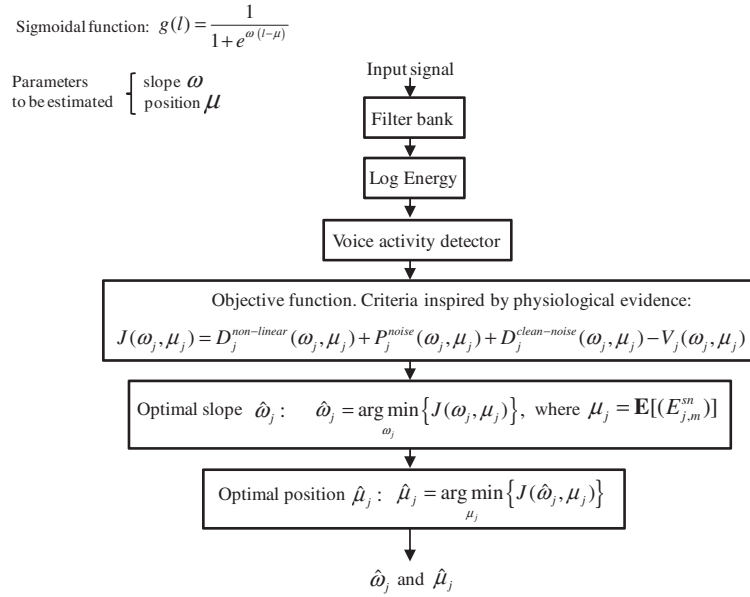 Sigmoidal function: g(l) = 1 / (1 + e^{ω(l−μ)})
Parameters to be estimated { slope ω
position μ
Input signal
Filter bank
Log Energy
Voice activity detector
Objective function. Criteria inspired by physiological evidence:
J(ω_j, μ_j) = D_j^{non−linear}(ω_j, μ_j) + P_j^{noise}(ω_j, μ_j) + D_j^{clean−noise}(ω_j, μ_j) − V_j(ω_j, μ_j)
Optimal slope ω̂_j : ω̂_j = arg min_{ω_j} {J(ω_j, μ_j)}, where μ_j = E[(E_{j,m}^{sn})]
Optimal position μ̂_j : μ̂_j = arg min_{μ_j} {J(ω̂_j, μ_j)}
ω̂_j and μ̂_j